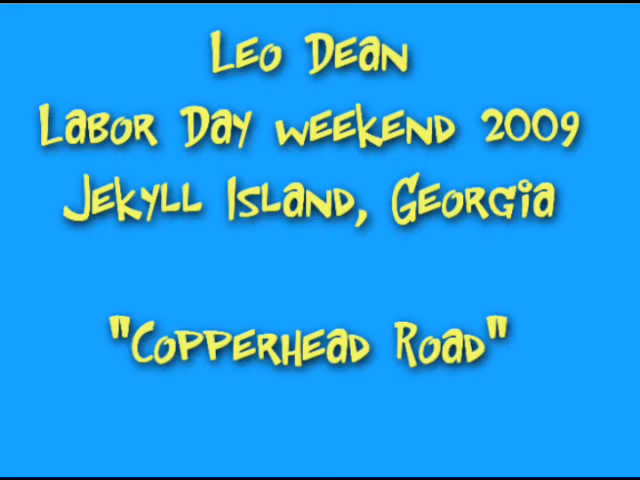 Leo Dean
Labor Day weekend 2009
Jekyll Island, Georgia
"Copperhead Road"